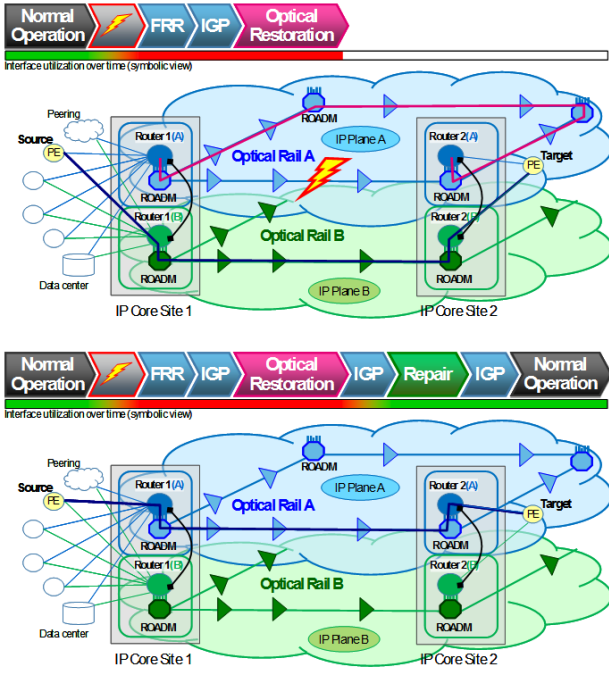 Normal
Operation
FRR
IGP
Optical
Restoration
Interface utilization over time (symbolic view)
Peering
Source
PE
Router 1 (A)
ROADM
Router 1 (B)
ROADM
Data center
IP Core Site 1
Optical Rail A
ROADM
IP Plane A
Optical Rail B
IP Plane B
Router 2 (A)
ROADM
Router 2 (B)
ROADM
IP Core Site 2
Target
PE
Normal
Operation
FRR
IGP
Optical
Restoration
IGP
Repair
IGP
Normal
Operation
Interface utilization over time (symbolic view)
Peering
Source
PE
Router 1 (A)
ROADM
Router 1 (B)
ROADM
Data center
IP Core Site 1
Optical Rail A
ROADM
IP Plane A
Optical Rail B
IP Plane B
Router 2 (A)
ROADM
Router 2 (B)
ROADM
IP Core Site 2
Target
PE